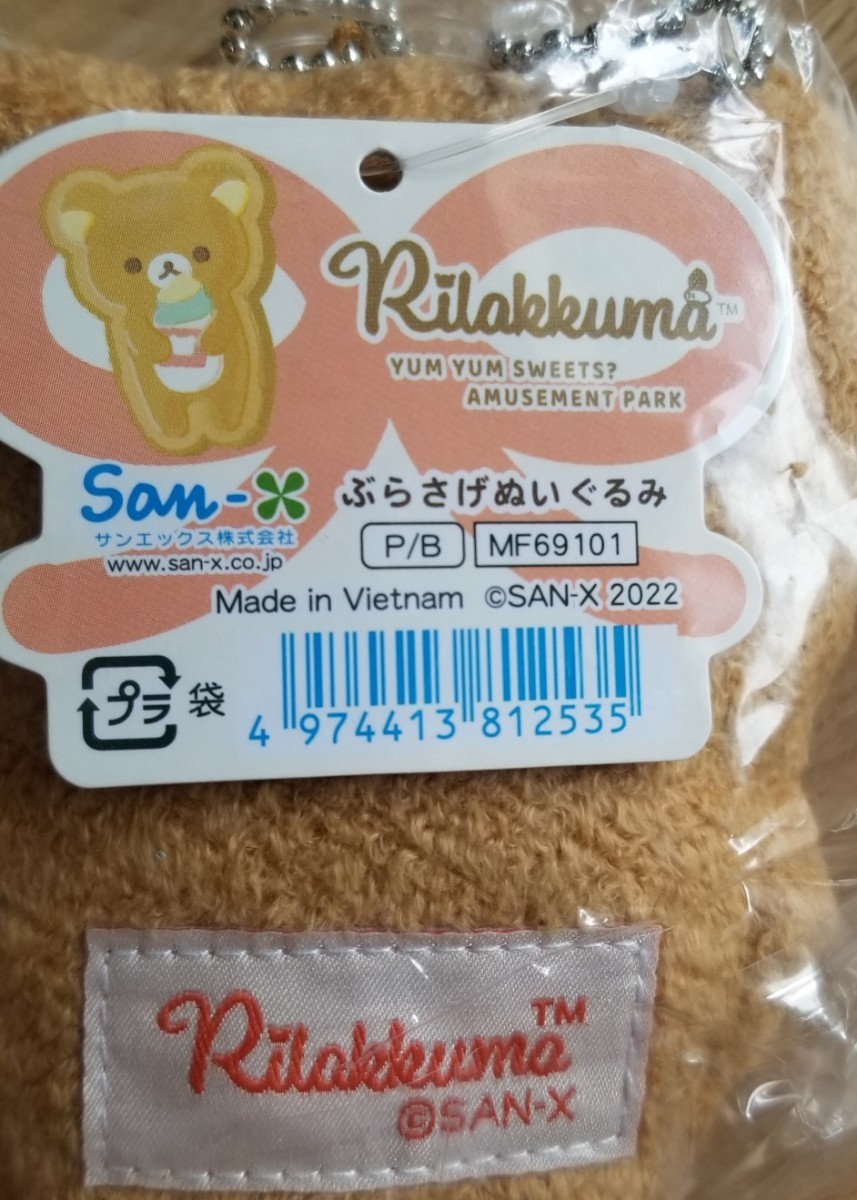 Rilakkuma™
YUM YUM SWEETS?
AMUSEMENT PARK
San-X
サンエックス株式会社
www.san-x.co.jp
ぶらさげぬいぐるみ
P/B MF69101
Made in Vietnam ©SAN-X 2022
プラ 袋
4 974413 812535
Rilakkuma™
©SAN-X